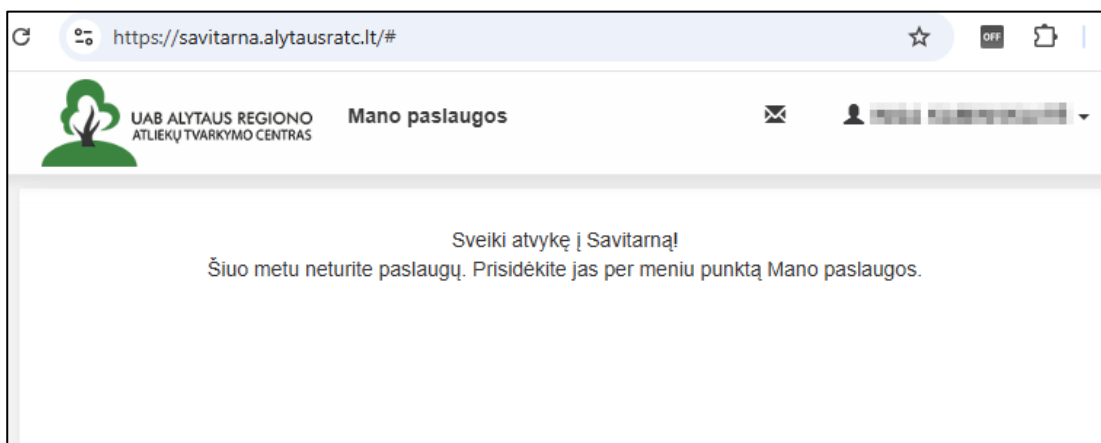 https://savitarna.alytausratc.lt/#
OFF
UAB ALYTAUS REGIONO
ATLIEKŲ TVARKYMO CENTRAS
Mano paslaugos
Sveiki atvykę į Savitarną!
Šiuo metu neturite paslaugų. Prisidėkite jas per meniu punktą Mano paslaugos.